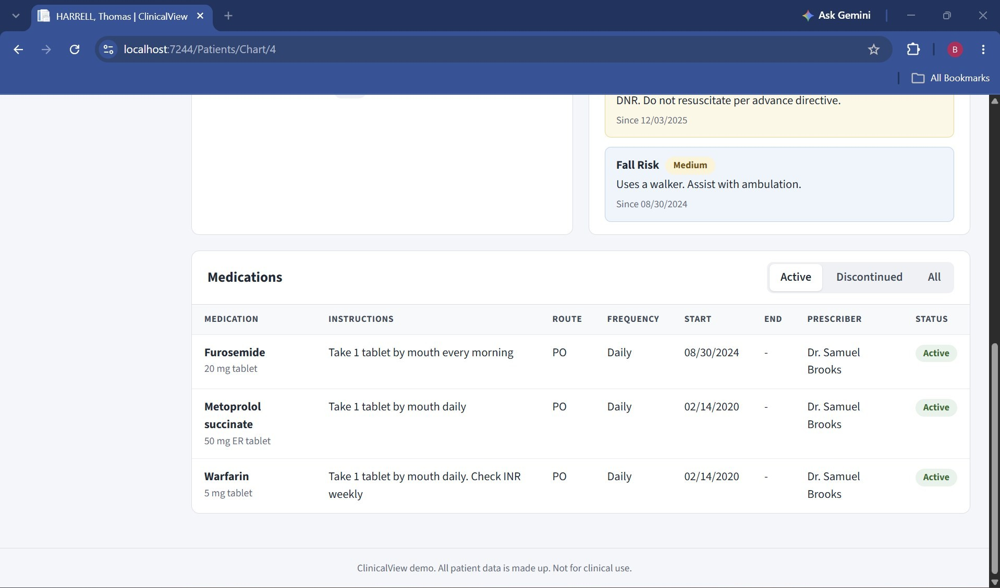 HARRELL, Thomas | ClinicalView
Ask Gemini
localhost:7244/Patients/Chart/4
B
All Bookmarks
DNR. Do not resuscitate per advance directive.
Since 12/03/2025
Fall Risk Medium
Uses a walker. Assist with ambulation.
Since 08/30/2024
Medications
Active Discontinued All
MEDICATION INSTRUCTIONS ROUTE FREQUENCY START END PRESCRIBER STATUS
Furosemide Take 1 tablet by mouth every morning PO Daily 08/30/2024 - Dr. Samuel Active
20 mg tablet Brooks
Metoprolol Take 1 tablet by mouth daily PO Daily 02/14/2020 - Dr. Samuel Active
succinate Brooks
50 mg ER tablet
Warfarin Take 1 tablet by mouth daily. Check INR PO Daily 02/14/2020 - Dr. Samuel Active
5 mg tablet weekly Brooks
ClinicalView demo. All patient data is made up. Not for clinical use.